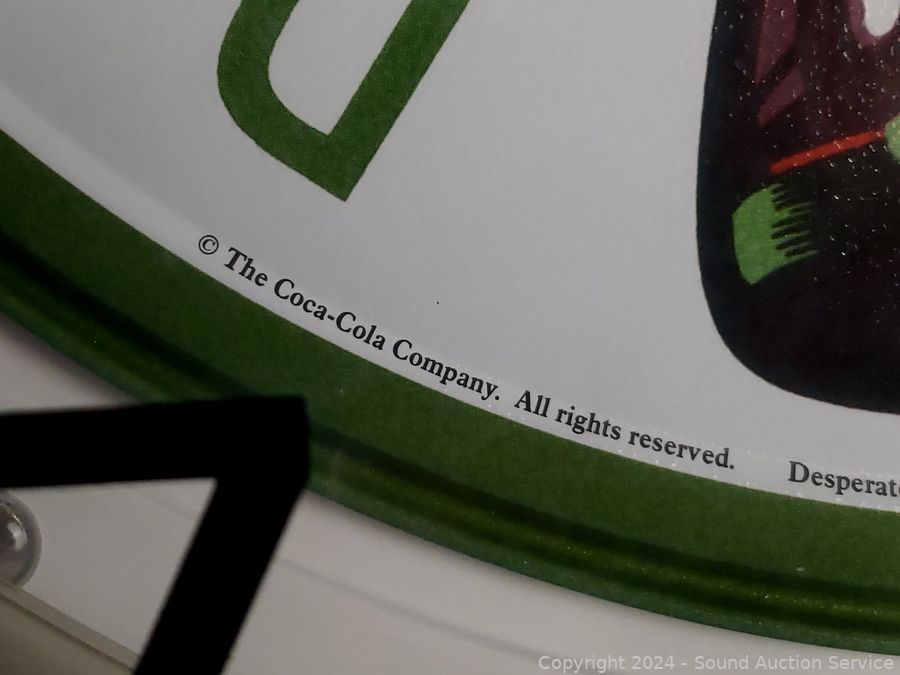 © The Coca-Cola Company. All rights reserved. Desperat
Copyright 2024 - Sound Auction Service